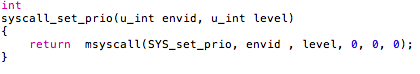 int
syscall_set_prio(u_int envid, u_int level)
{
    return  msyscall(SYS_set_prio, envid , level, 0, 0, 0);
}